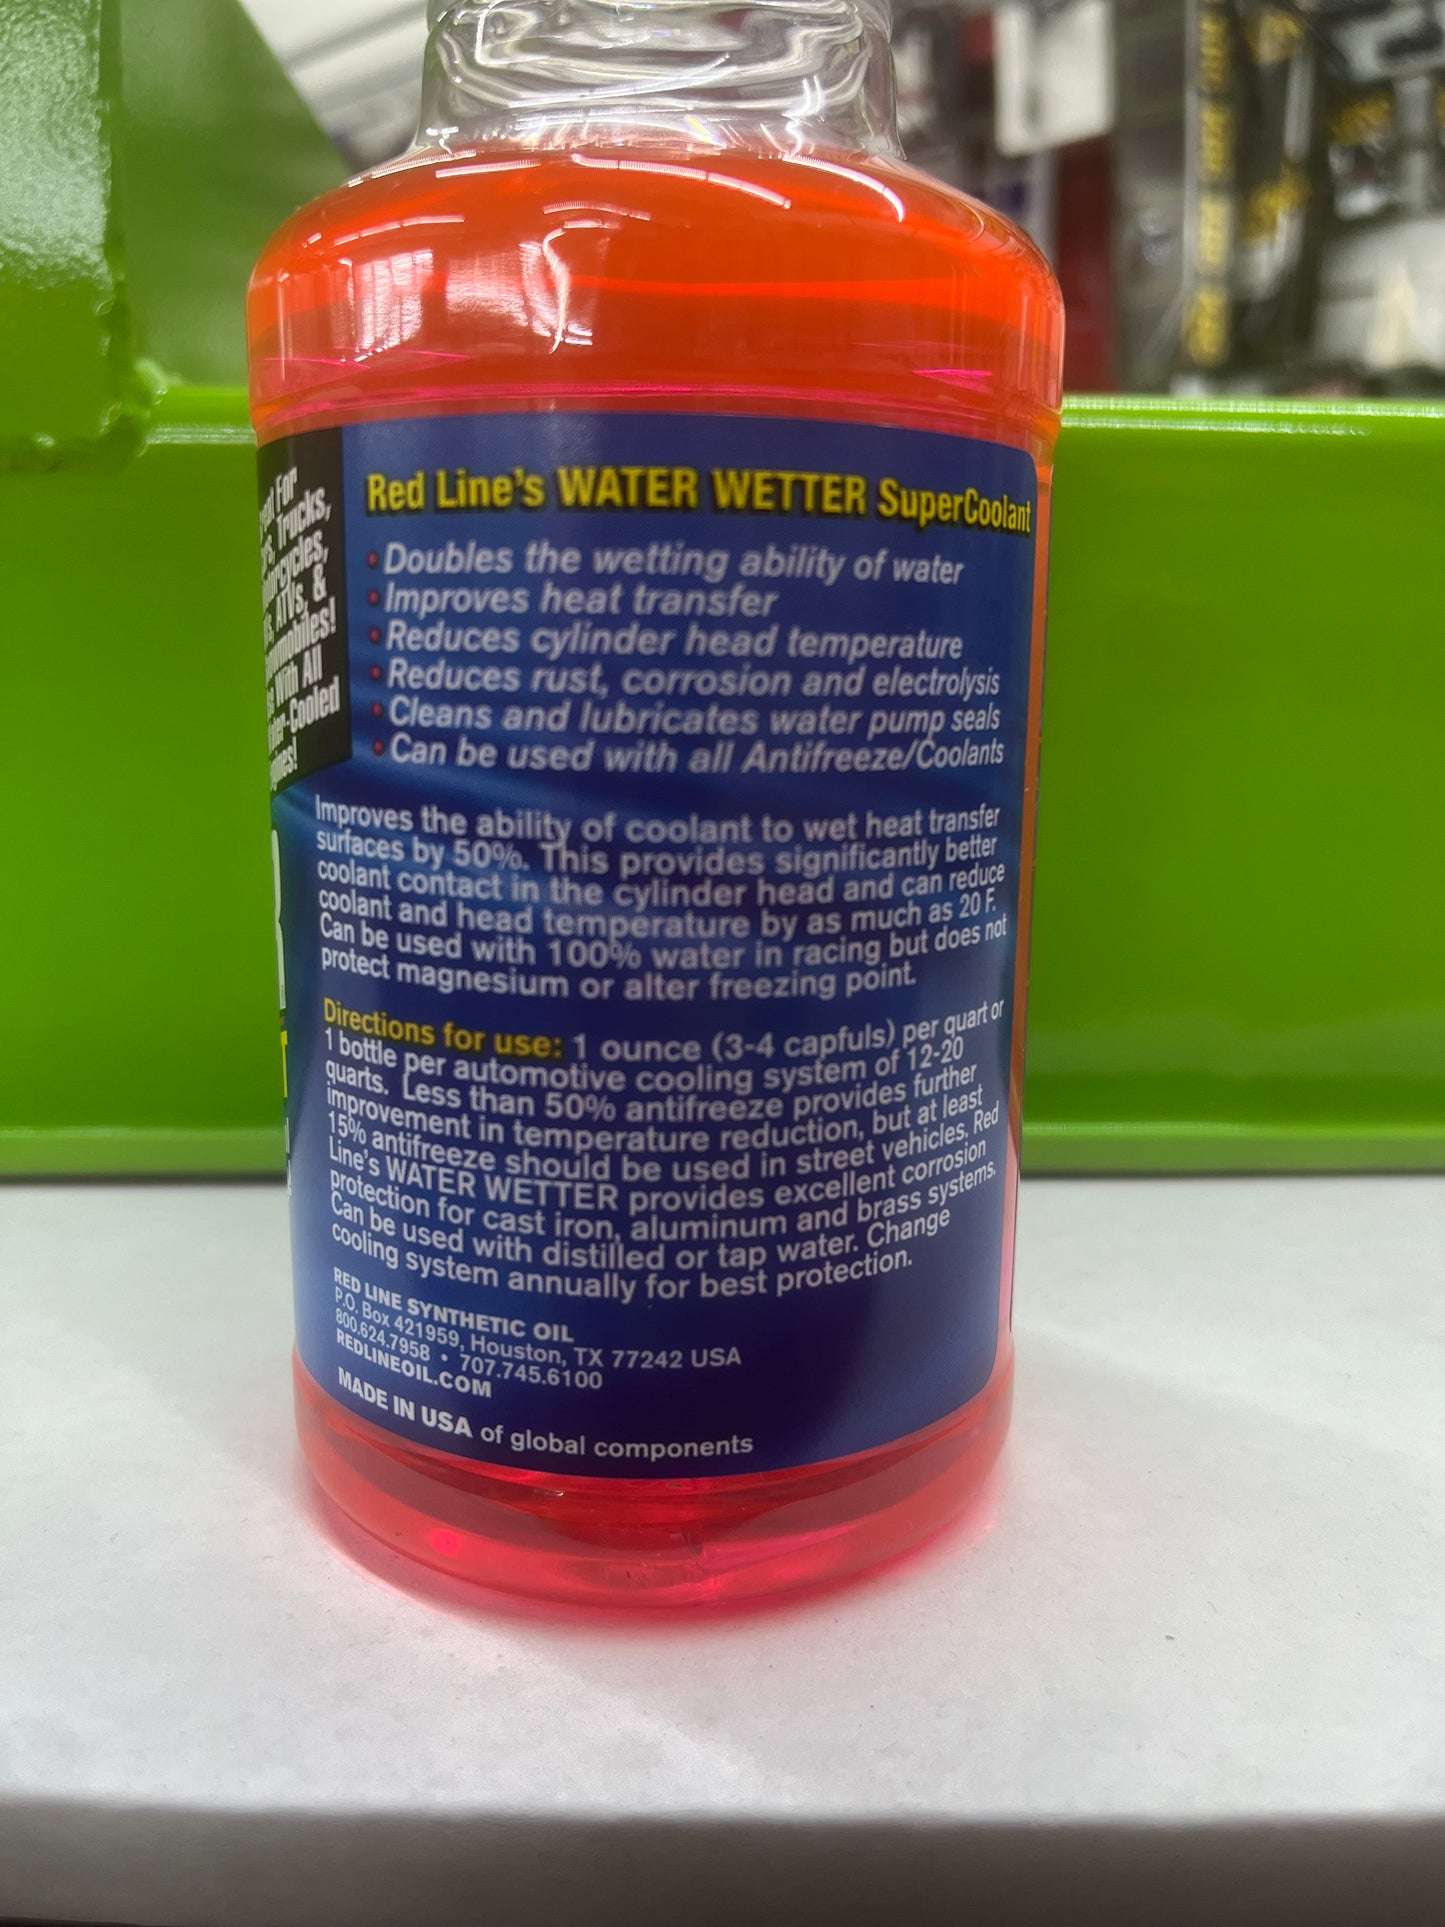 For
Trucks,
ATVs, &
With All
Red Line's WATER WETTER SuperCoolant
• Doubles the wetting ability of water
• Improves heat transfer
• Reduces cylinder head temperature
• Reduces rust, corrosion and electrolysis
• Cleans and lubricates water pump seals
• Can be used with all Antifreeze/Coolants
Improves the ability of coolant to wet heat transfer
surfaces by 50%. This provides significantly better
coolant contact in the cylinder head and can reduce
coolant and head temperature by as much as 20 F.
Can be used with 100% water in racing but does not
protect magnesium or alter freezing point.
Directions for use: 1 ounce (3-4 capfuls) per quart or
1 bottle per automotive cooling system of 12-20
quarts. Less than 50% antifreeze provides further
improvement in temperature reduction, but at least
15% antifreeze should be used in street vehicles. Red
Line's WATER WETTER provides excellent corrosion
protection for cast iron, aluminum and brass systems.
Can be used with distilled or tap water. Change
cooling system annually for best protection.
RED LINE SYNTHETIC OIL
P.O. Box 421959, Houston, TX 77242 USA
800.624.7958 • 707.745.6100
REDLINEOIL.COM
MADE IN USA of global components